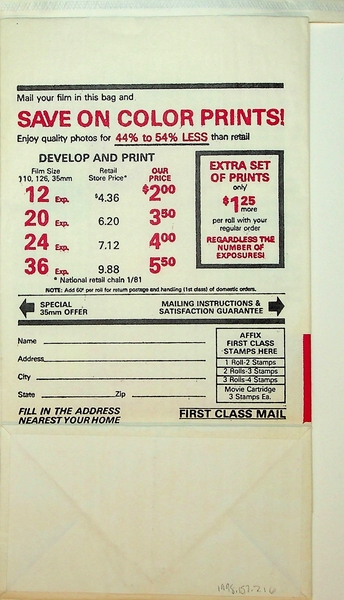 Mail your film in this bag and
SAVE ON COLOR PRINTS!
Enjoy quality photos for 44% to 54% LESS than retail
DEVELOP AND PRINT
Film Size
110, 126, 35mm
Retail
Store Price*
OUR
PRICE
12 Exp. $4.36 $2.00
20 Exp. 6.20 3.50
24 Exp. 7.12 4.00
36 Exp. 9.88 5.50
* National retail chain 1/81
EXTRA SET
OF PRINTS
only
$1.25
more
per roll with your
regular order
REGARDLESS THE
NUMBER OF
EXPOSURES!
NOTE: Add 60¢ per roll for return postage and handling (1st class) of domestic orders.
SPECIAL
35mm OFFER
MAILING INSTRUCTIONS &
SATISFACTION GUARANTEE
Name
Address
City
State Zip
AFFIX
FIRST CLASS
STAMPS HERE
1 Roll-2 Stamps
2 Rolls-3 Stamps
3 Rolls-4 Stamps
Movie Cartridge
3 Stamps Ea.
FILL IN THE ADDRESS
NEAREST YOUR HOME
FIRST CLASS MAIL